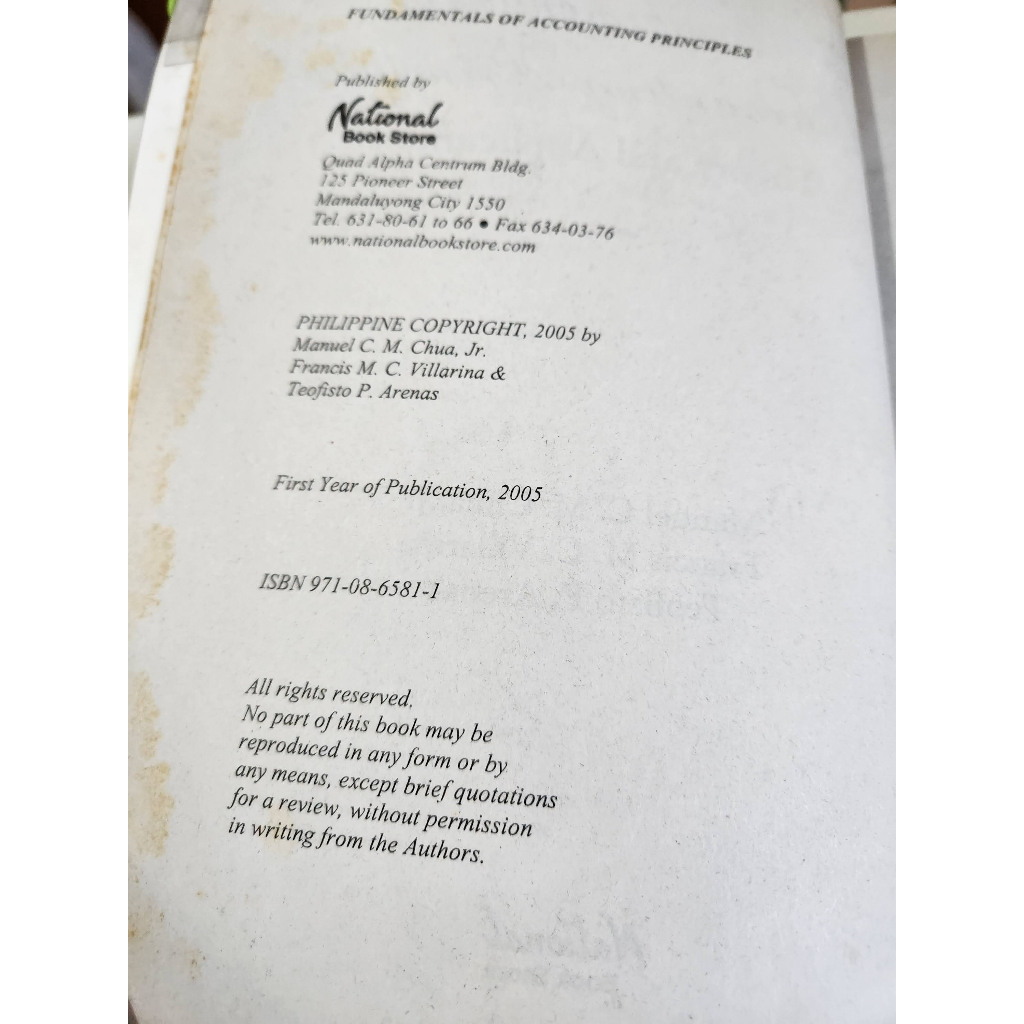 FUNDAMENTALS OF ACCOUNTING PRINCIPLES
Published by
National
Book Store
Quad Alpha Centrum Bldg.
125 Pioneer Street
Mandaluyong City 1550
Tel. 631-80-61 to 66 ● Fax 634-03-76
www.nationalbookstore.com
PHILIPPINE COPYRIGHT, 2005 by
Manuel C. M. Chua, Jr.
Francis M. C. Villarina &
Teofisto P. Arenas
First Year of Publication, 2005
ISBN 971-08-6581-1
All rights reserved.
No part of this book may be
reproduced in any form or by
any means, except brief quotations
for a review, without permission
in writing from the Authors.